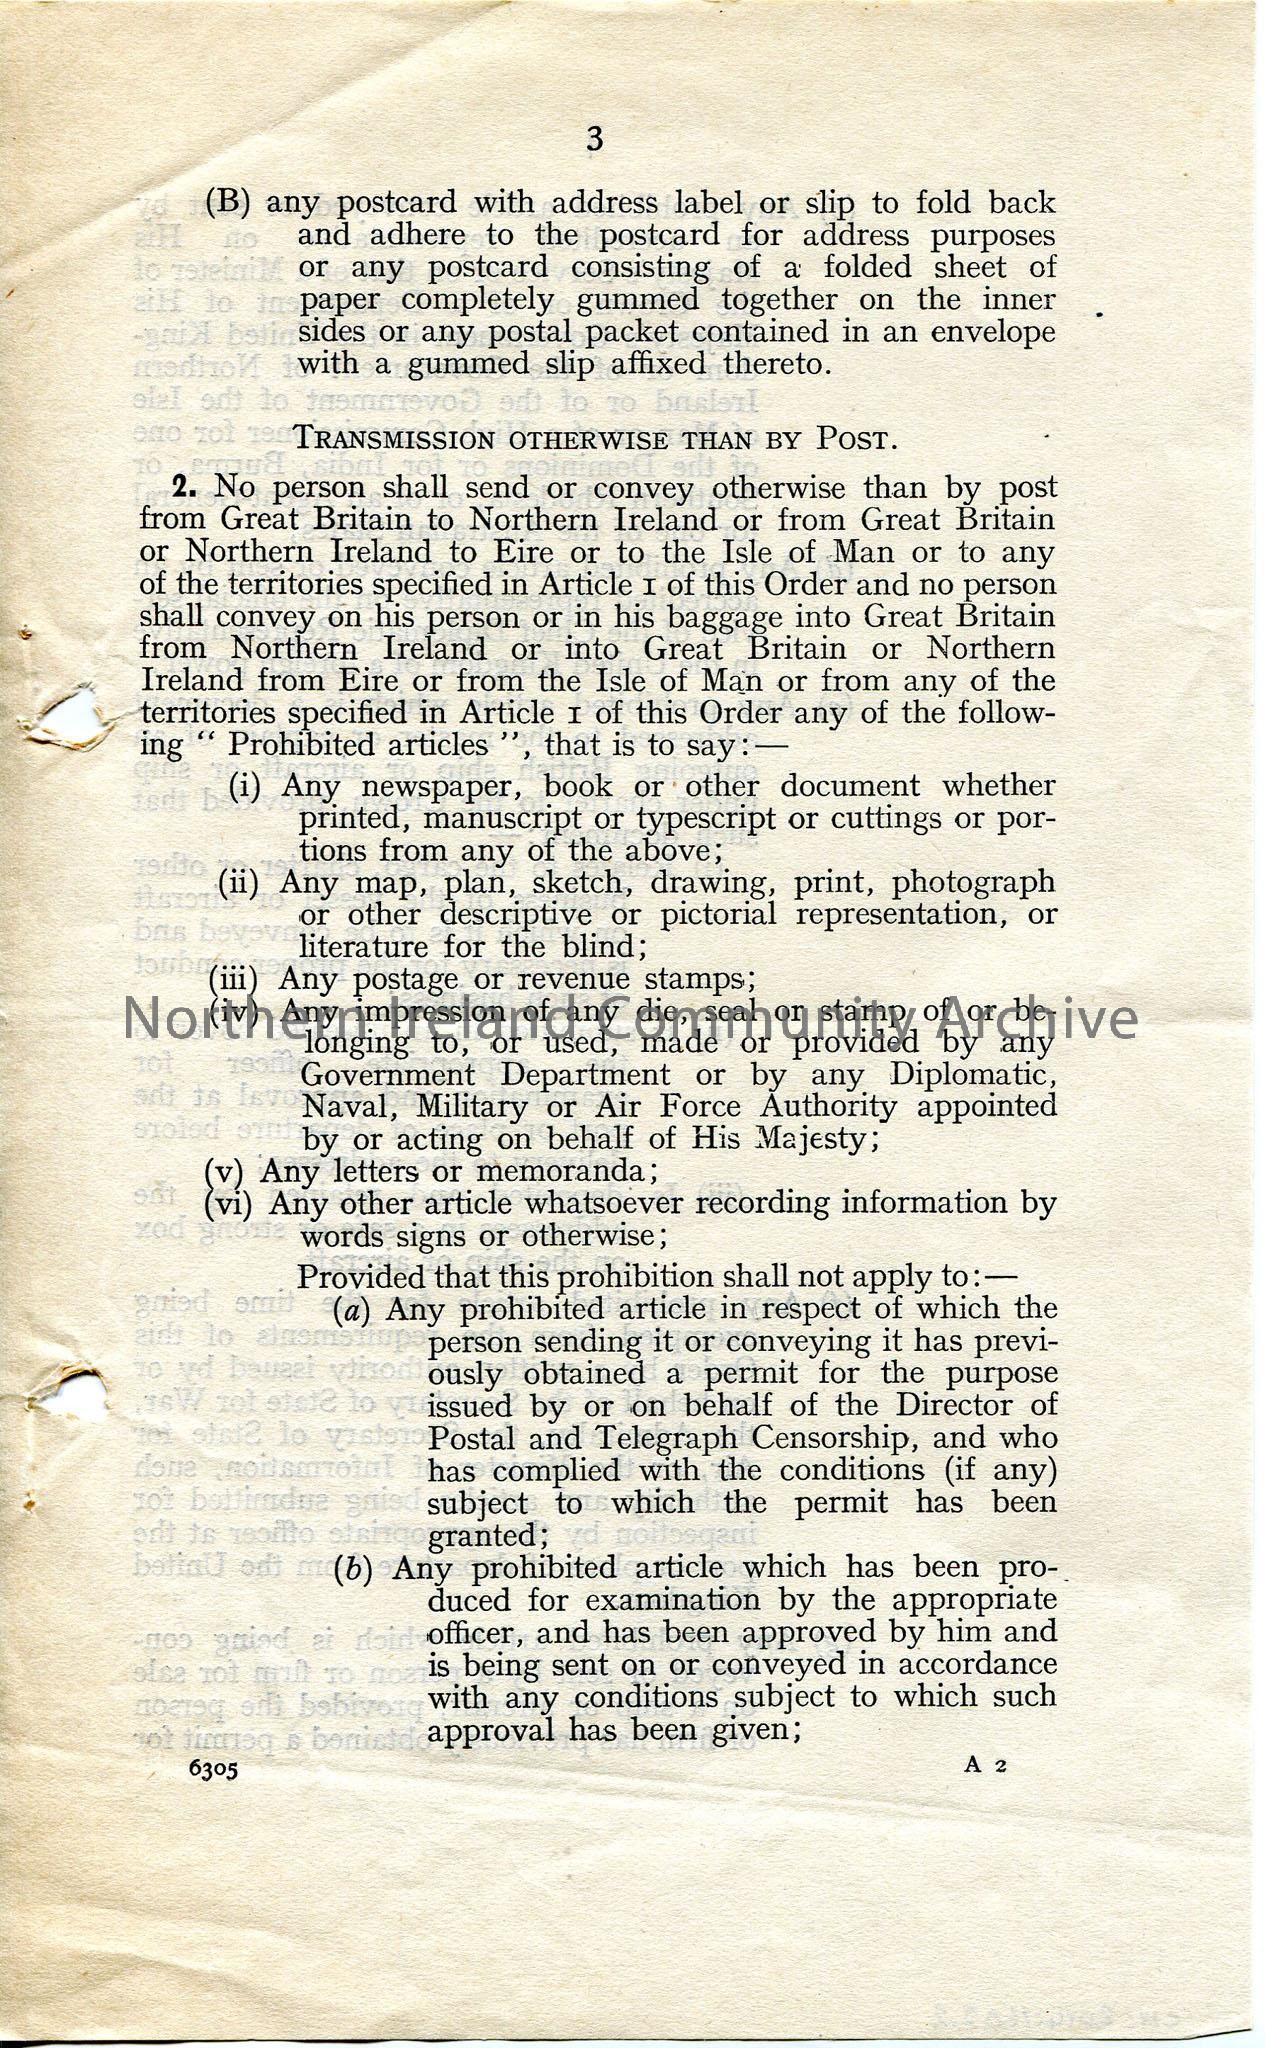 3
(B) any postcard with address label or slip to fold back
and adhere to the postcard for address purposes
or any postcard consisting of a folded sheet of
paper completely gummed together on the inner
sides or any postal packet contained in an envelope
with a gummed slip affixed thereto.
TRANSMISSION OTHERWISE THAN BY POST.
2. No person shall send or convey otherwise than by post
from Great Britain to Northern Ireland or from Great Britain
or Northern Ireland to Eire or to the Isle of Man or to any
of the territories specified in Article 1 of this Order and no person
shall convey on his person or in his baggage into Great Britain
from Northern Ireland or into Great Britain or Northern
Ireland from Eire or from the Isle of Man or from any of the
territories specified in Article 1 of this Order any of the follow-
ing “ Prohibited articles ”, that is to say:—
(i) Any newspaper, book or other document whether
printed, manuscript or typescript or cuttings or por-
tions from any of the above;
(ii) Any map, plan, sketch, drawing, print, photograph
or other descriptive or pictorial representation, or
literature for the blind;
(iii) Any postage or revenue stamps;
(iv) Any impression of any die, seal or stamp of or be-
Northern Ireland Community Archive
longing to, or used, made or provided by any
Government Department or by any Diplomatic,
Naval, Military or Air Force Authority appointed
by or acting on behalf of His Majesty;
(v) Any letters or memoranda;
(vi) Any other article whatsoever recording information by
words signs or otherwise;
Provided that this prohibition shall not apply to:—
(a) Any prohibited article in respect of which the
person sending it or conveying it has previ-
ously obtained a permit for the purpose
issued by or on behalf of the Director of
Postal and Telegraph Censorship, and who
has complied with the conditions (if any)
subject to which the permit has been
granted;
(b) Any prohibited article which has been pro-
duced for examination by the appropriate
officer, and has been approved by him and
is being sent on or conveyed in accordance
with any conditions subject to which such
approval has been given;
6305 A 2